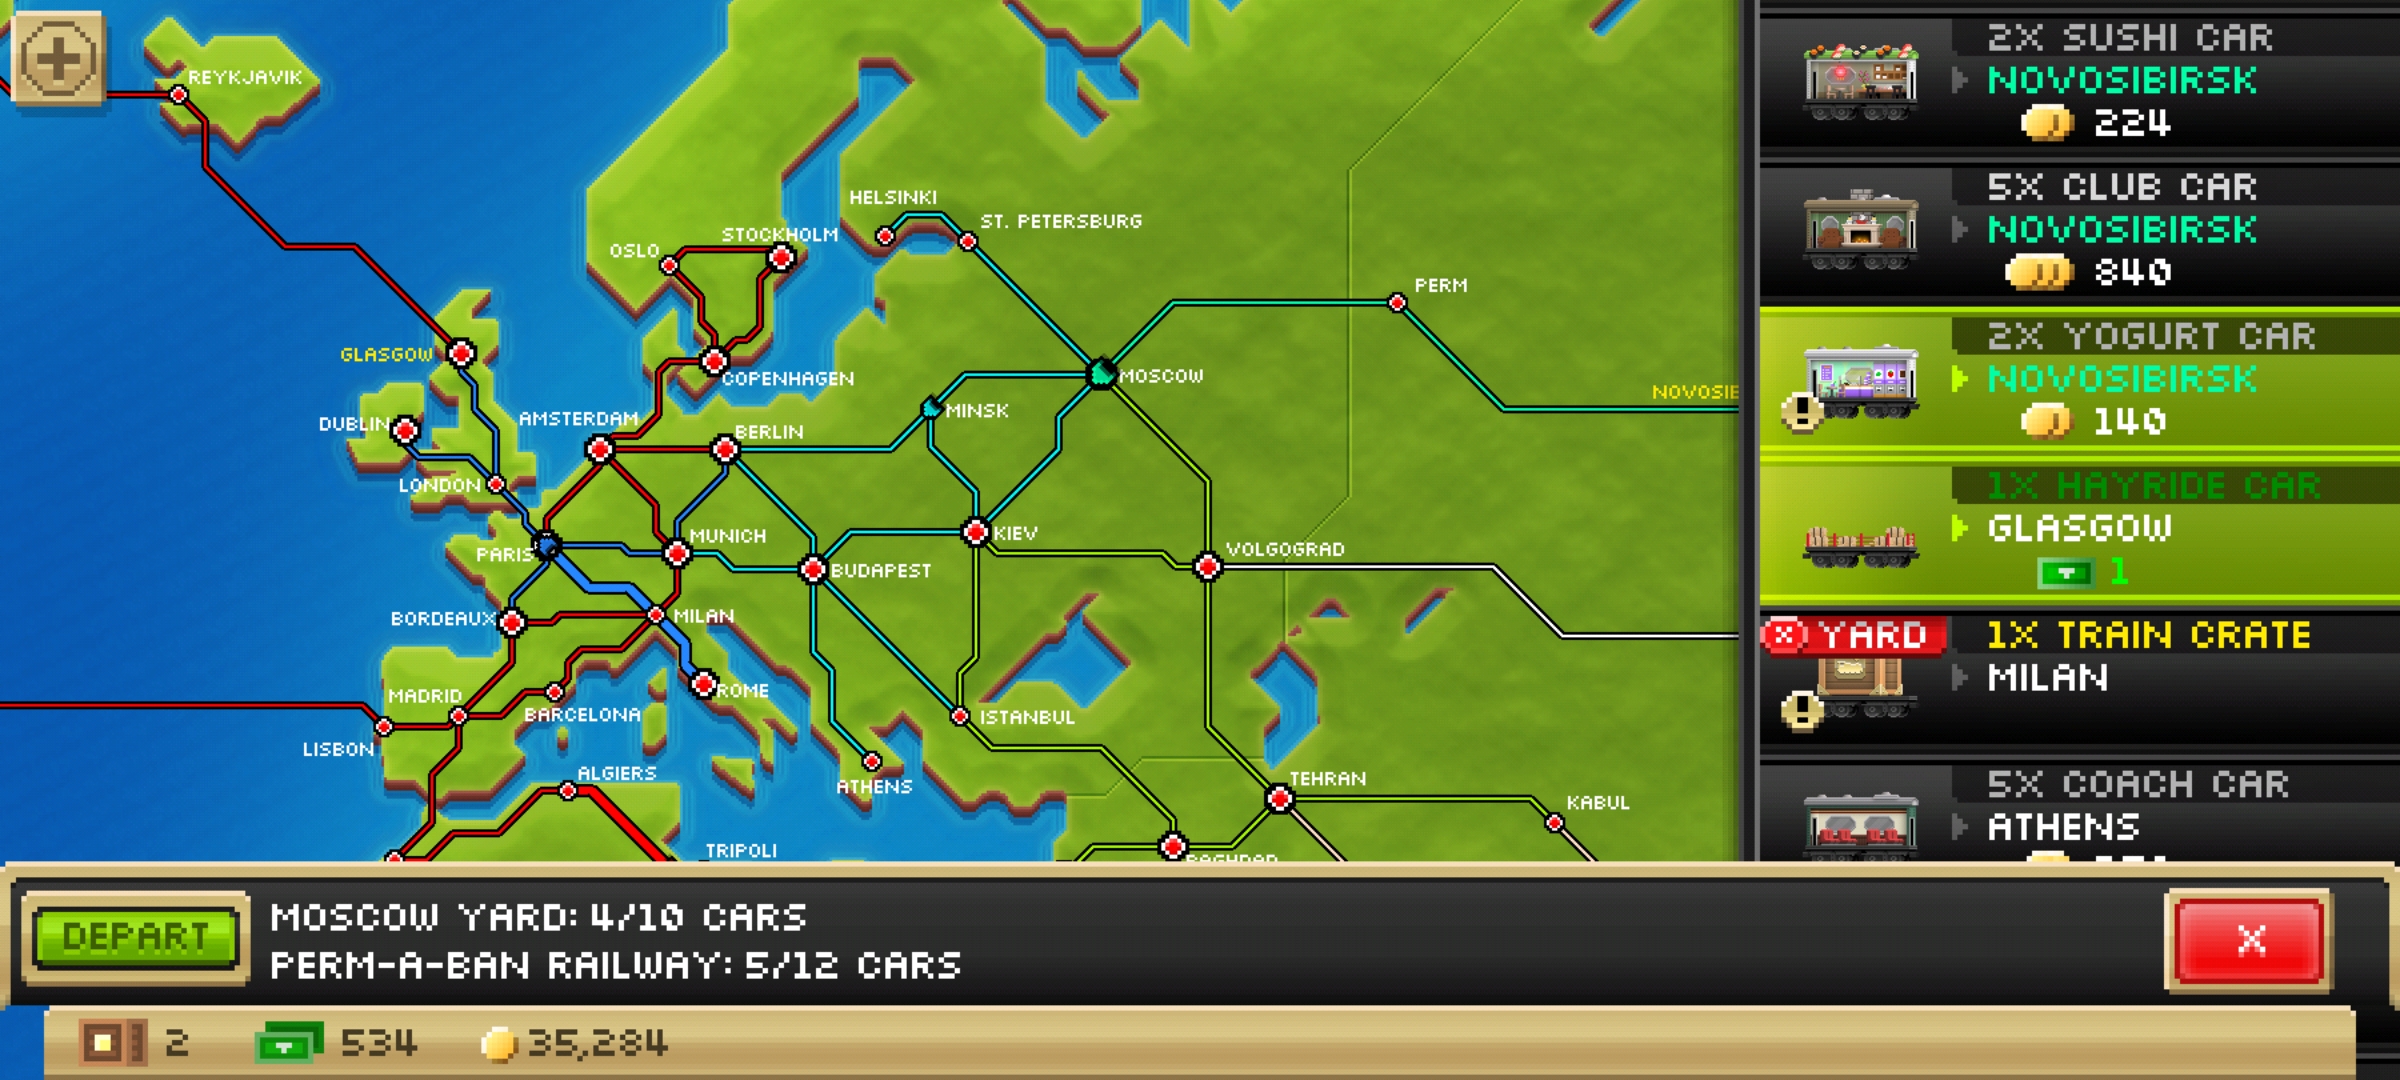 REYKJAVIK
HELSINKI
ST. PETERSBURG
STOCKHOLM
OSLO
PERM
GLASGOW
COPENHAGEN
MOSCOW
NOVOSIB
MINSK
DUBLIN
AMSTERDAM
BERLIN
LONDON
KIEV
MUNICH
PARIS
VOLGOGRAD
BUDAPEST
BORDEAUX
MILAN
MADRID
ROME
BARCELONA
ISTANBUL
LISBON
ALGIERS
ATHENS
TEHRAN
KABUL
TRIPOLI
BAGHDAD
2X SUSHI CAR
NOVOSIBIRSK
224
5X CLUB CAR
NOVOSIBIRSK
840
2X YOGURT CAR
NOVOSIBIRSK
140
1X HAYRIDE CAR
GLASGOW
1
X YARD
1X TRAIN CRATE
MILAN
5X COACH CAR
ATHENS
DEPART
MOSCOW YARD: 4/10 CARS
PERM-A-BAN RAILWAY: 5/12 CARS
X
2
534
35,284